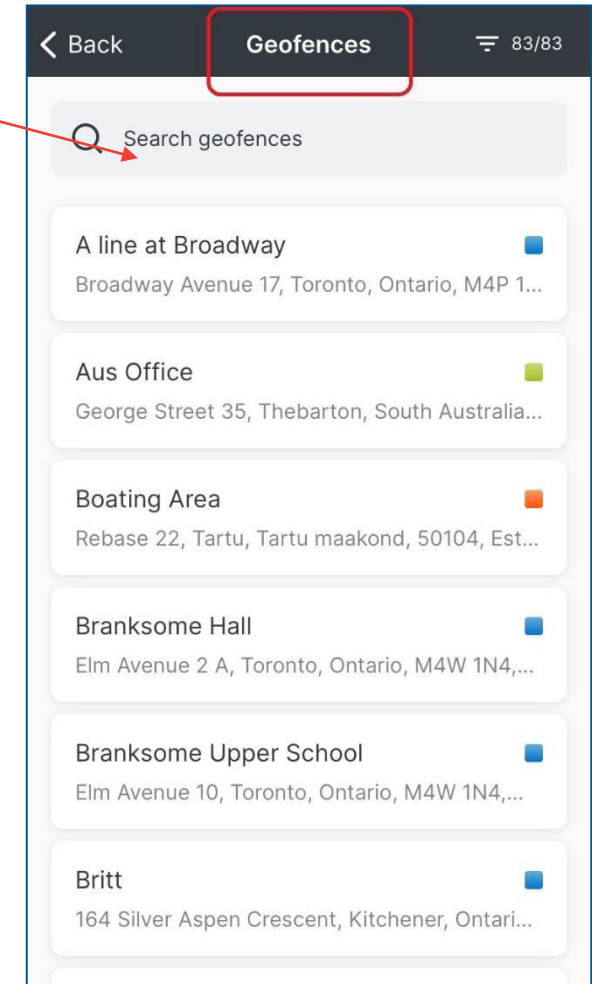 Back Geofences 83/83
Search geofences
A line at Broadway
Broadway Avenue 17, Toronto, Ontario, M4P 1...
Aus Office
George Street 35, Thebarton, South Australia...
Boating Area
Rebase 22, Tartu, Tartu maakond, 50104, Est...
Branksome Hall
Elm Avenue 2 A, Toronto, Ontario, M4W 1N4,...
Branksome Upper School
Elm Avenue 10, Toronto, Ontario, M4W 1N4,...
Britt
164 Silver Aspen Crescent, Kitchener, Ontari...